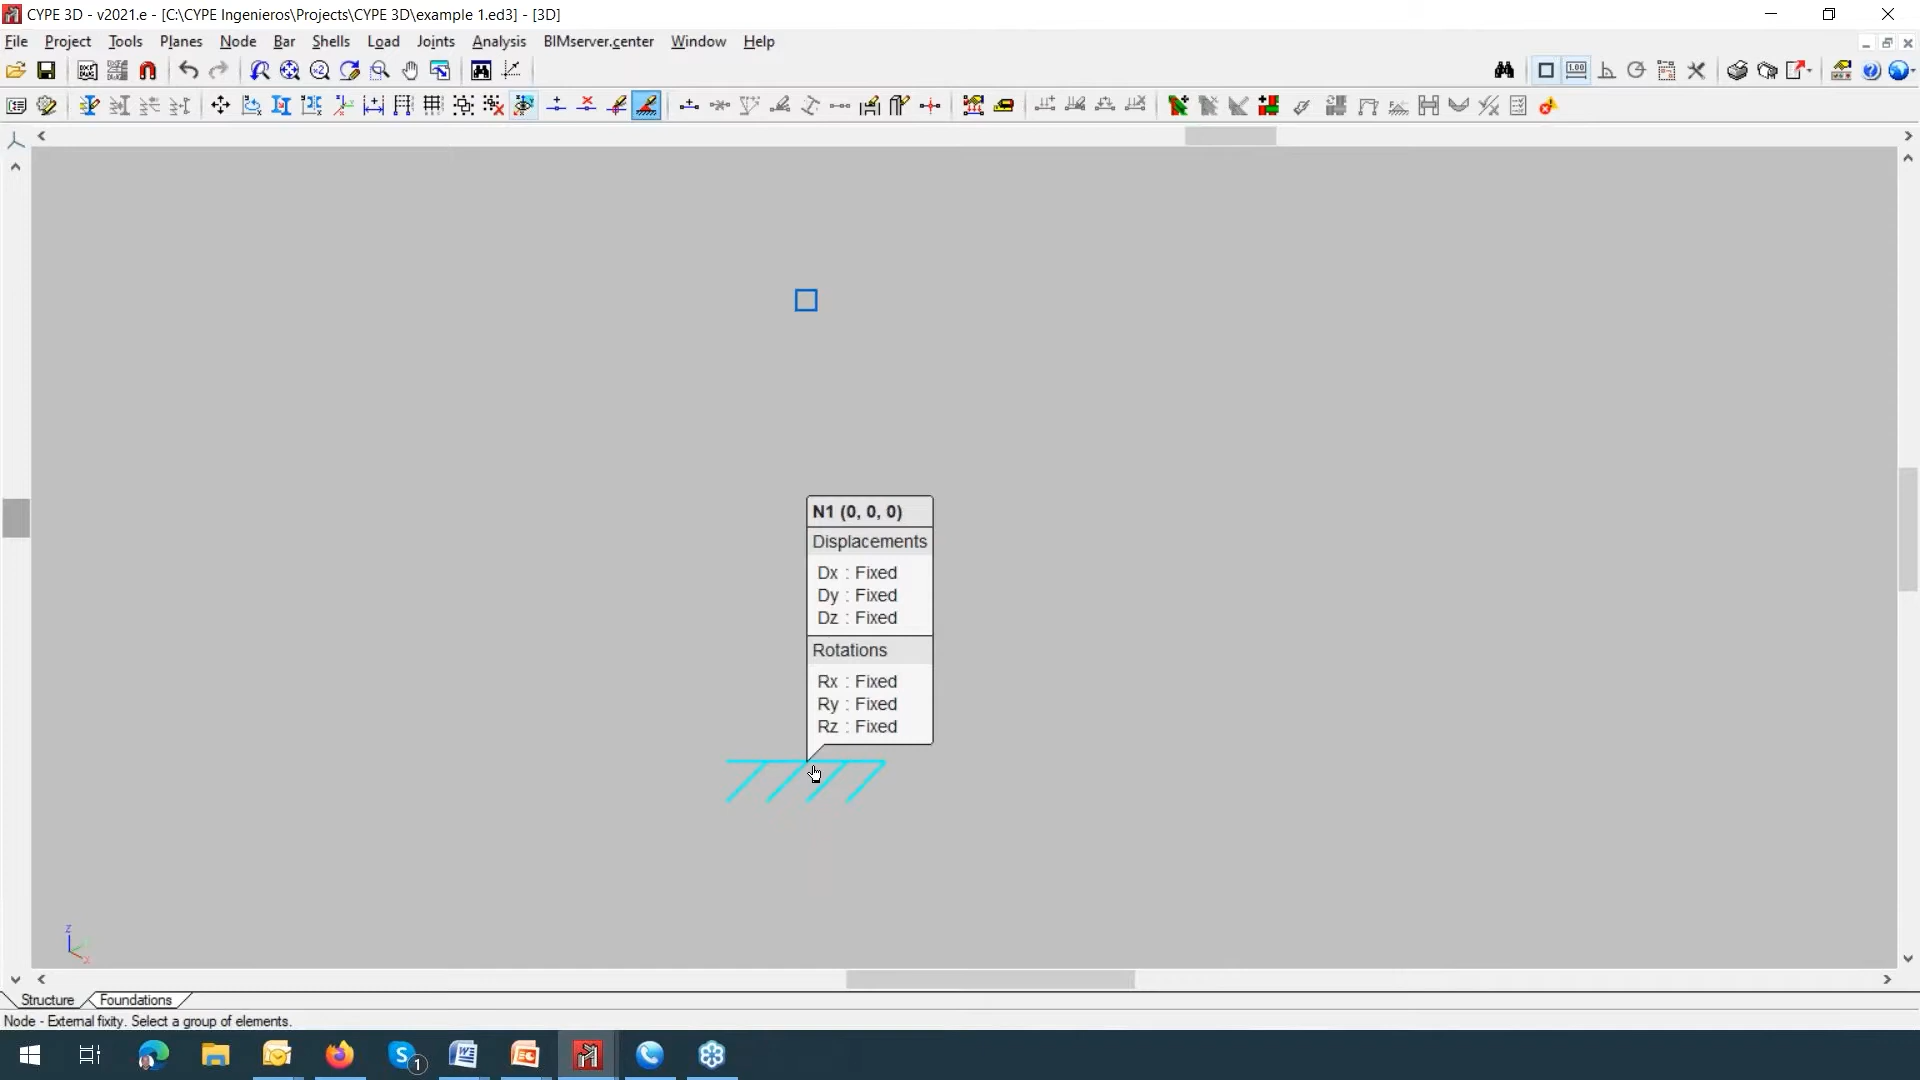 CYPE 3D - v2021.e - [C:\CYPE Ingenieros\Projects\CYPE 3D\example 1.ed3] - [3D]
File Project Tools Planes Node Bar Shells Load Joints Analysis BIMserver.center Window Help
N1 (0, 0, 0)
Displacements
Dx : Fixed
Dy : Fixed
Dz : Fixed
Rotations
Rx : Fixed
Ry : Fixed
Rz : Fixed
Z
X
Structure Foundations
Node - External fixity. Select a group of elements.
1